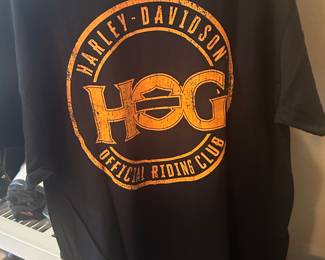 HARLEY-DAVIDSON
HOG
OFFICIAL RIDING CLUB